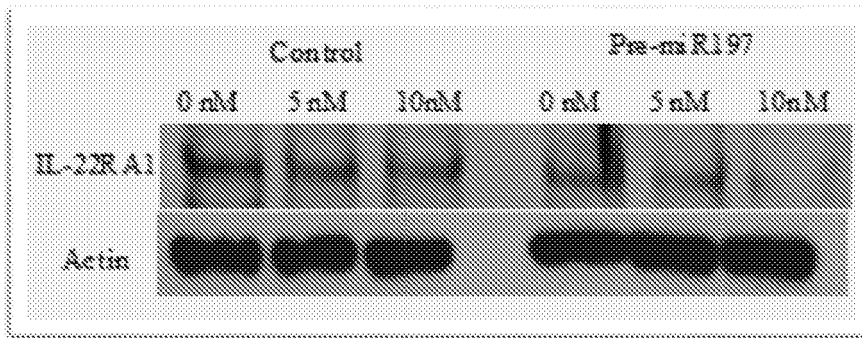 Control Pre-miR197
0 nM 5 nM 10nM 0 nM 5 nM 10nM
IL-22RA1
Actin